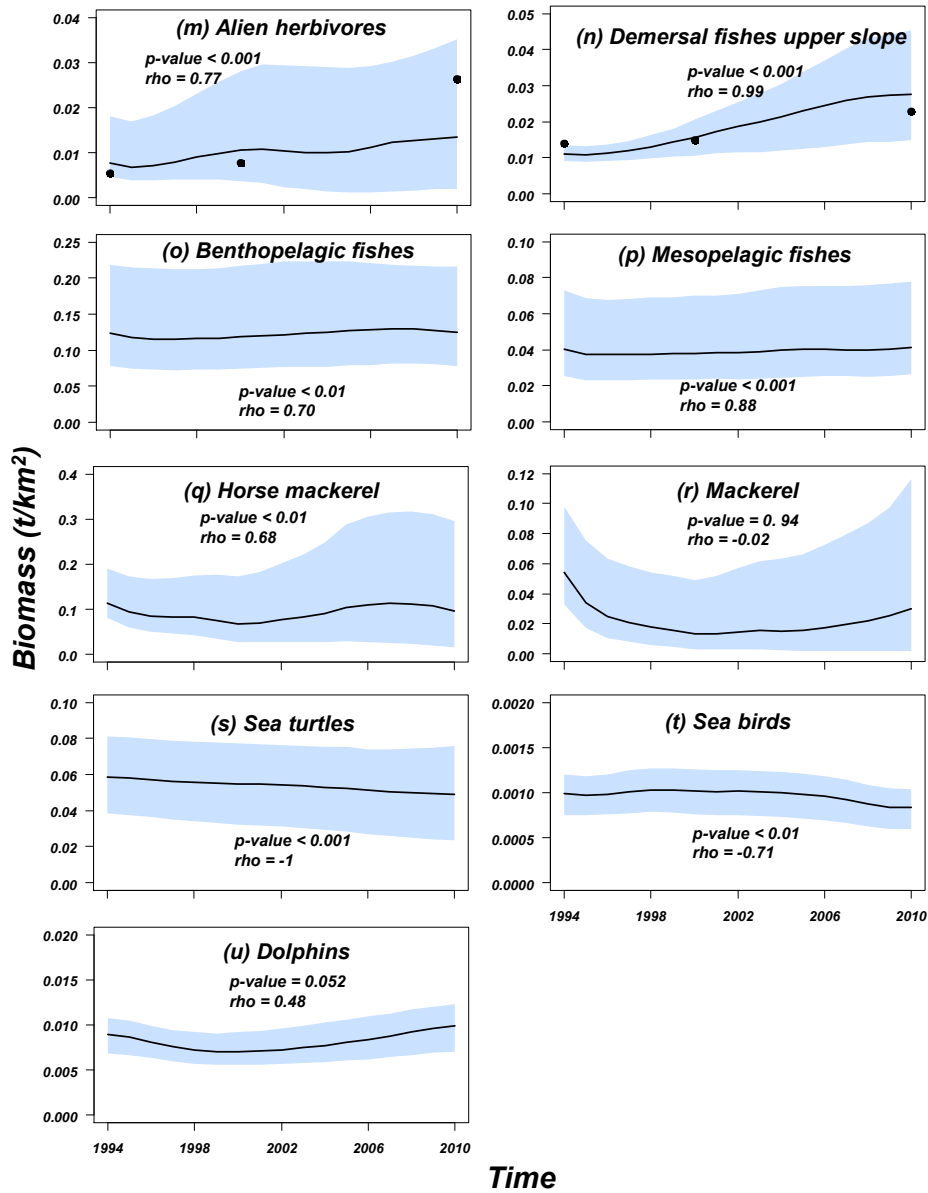 (m) Alien herbivores
p-value < 0.001
rho = 0.77
0.04
0.03
0.02
0.01
0.00
(n) Demersal fishes upper slope
p-value < 0.001
rho = 0.99
0.05
0.04
0.03
0.02
0.01
0.00
(o) Benthopelagic fishes
p-value < 0.01
rho = 0.70
0.25
0.20
0.15
0.10
0.05
0.00
(p) Mesopelagic fishes
p-value < 0.001
rho = 0.88
0.10
0.08
0.06
0.04
0.02
0.00
(q) Horse mackerel
p-value < 0.01
rho = 0.68
0.4
0.3
0.2
0.1
0.0
(r) Mackerel
p-value = 0. 94
rho = -0.02
0.12
0.10
0.08
0.06
0.04
0.02
0.00
(s) Sea turtles
p-value < 0.001
rho = -1
0.10
0.08
0.06
0.04
0.02
0.00
(t) Sea birds
p-value < 0.01
rho = -0.71
0.0020
0.0015
0.0010
0.0005
0.0000
1994 1998 2002 2006 2010
(u) Dolphins
p-value = 0.052
rho = 0.48
0.020
0.015
0.010
0.005
0.000
1994 1998 2002 2006 2010
Biomass (t/km²)
Time